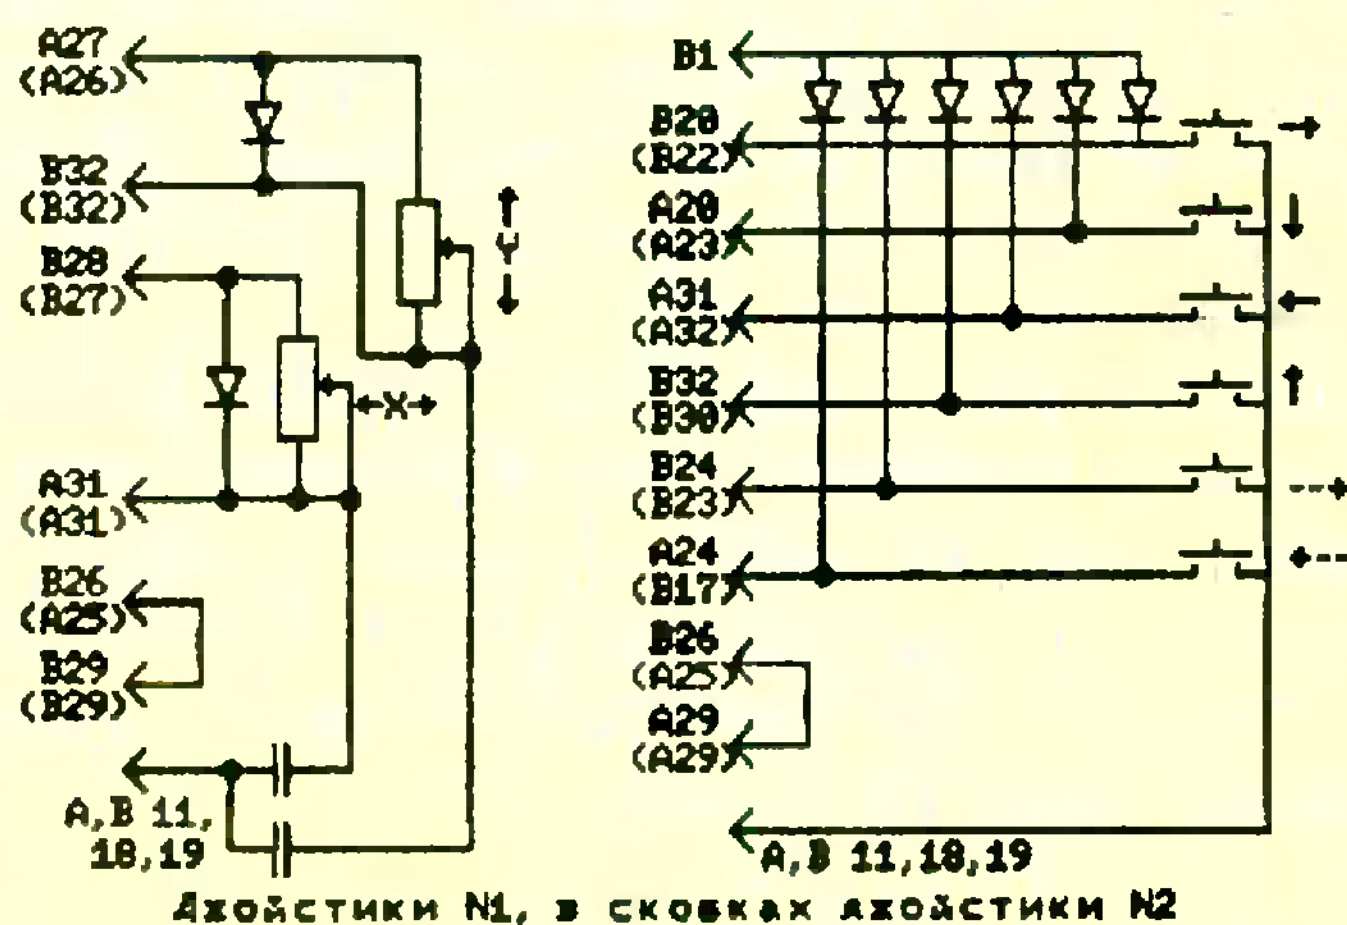 A27
(A26)
B32
(B32)
Y
B28
(B27)
X
A31
(A31)
B26
(A25)
B29
(B29)
A,B 11,
18,19
B1
B20
(B22)
A20
(A23)
A31
(A32)
B32
(B30)
B24
(B23)
A24
(B17)
B26
(A25)
A29
(A29)
A,B 11,18,19
Джойстики N1, в скобках джойстики N2